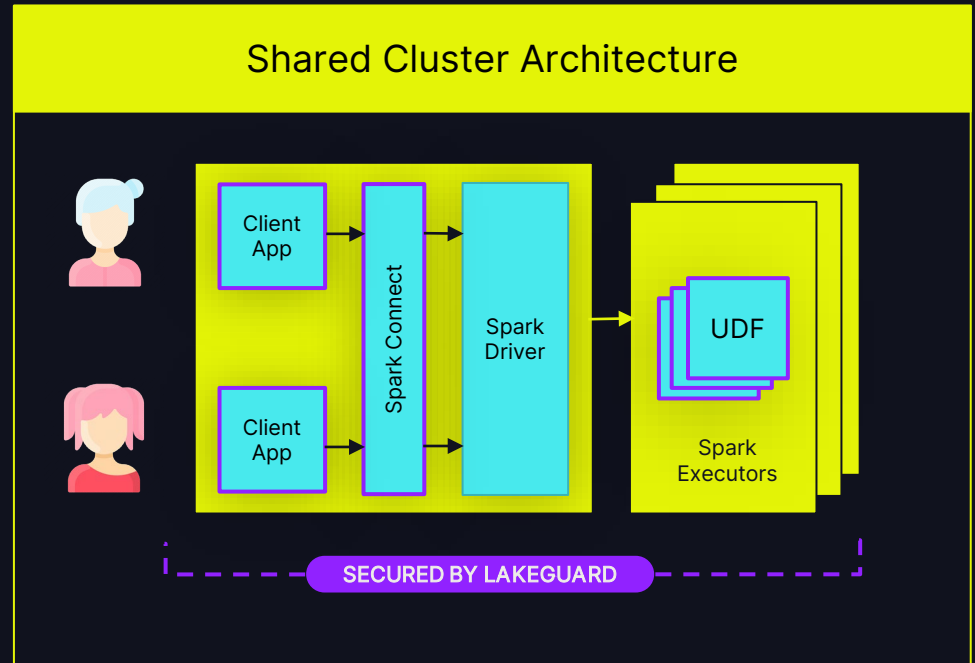 Shared Cluster Architecture
Client
App
Spark Connect
Spark
Driver
UDF
Client
App
Spark
Executors
SECURED BY LAKEGUARD